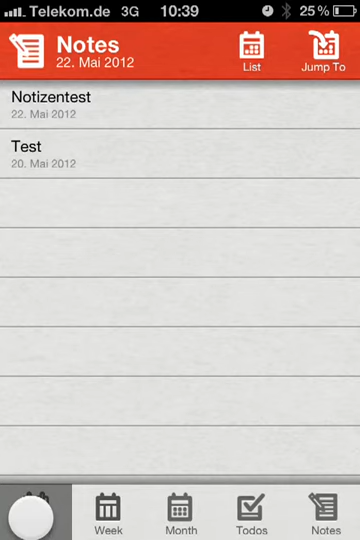 Telekom.de 3G 10:39 25%
Notes
22. Mai 2012
List
Jump To
Notizentest
22. Mai 2012
Test
20. Mai 2012
Week
Month
Todos
Notes